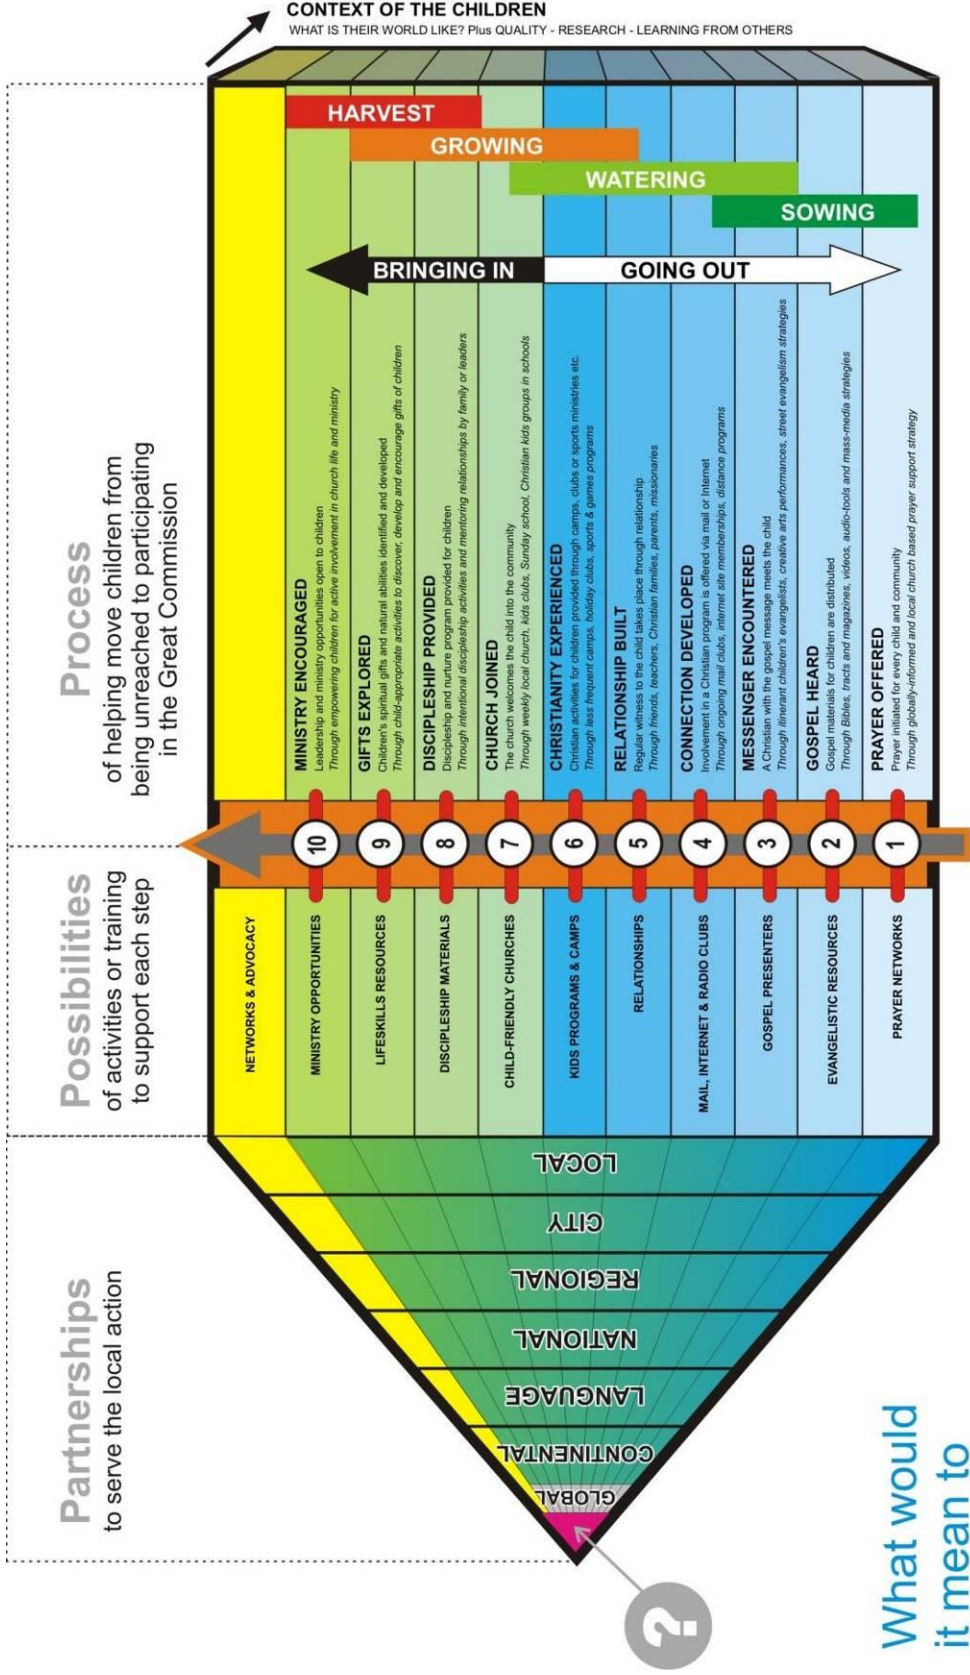 CONTEXT OF THE CHILDREN
WHAT IS THEIR WORLD LIKE? Plus QUALITY - RESEARCH - LEARNING FROM OTHERS
Partnerships
to serve the local action
Possibilities
of activities or training
to support each step
Process
of helping move children from
being unreached to participating
in the Great Commission
GLOBAL
CONTINENTAL
LANGUAGE
NATIONAL
REGIONAL
CITY
LOCAL
NETWORKS & ADVOCACY
MINISTRY OPPORTUNITIES
10
MINISTRY ENCOURAGED
Leadership and ministry opportunities open to children
Through empowering children for active involvement in church life and ministry
LIFESKILLS RESOURCES
9
GIFTS EXPLORED
Children's spiritual gifts and natural abilities identified and developed
Through child-appropriate activities to discover, develop and encourage gifts of children
DISCIPLESHIP MATERIALS
8
DISCIPLESHIP PROVIDED
Discipleship and nurture program provided for children
Through intentional discipleship activities and mentoring relationships by family or leaders
CHILD-FRIENDLY CHURCHES
7
CHURCH JOINED
The church welcomes the child into the community
Through weekly local church, kids clubs, Sunday school, Christian kids groups in schools
KIDS PROGRAMS & CAMPS
6
CHRISTIANITY EXPERIENCED
Christian activities for children provided through camps, clubs or sports ministries etc.
Through less frequent camps, holiday clubs, sports & games programs
RELATIONSHIPS
5
RELATIONSHIP BUILT
Regular witness to the child takes place through relationship
Through friends, teachers, Christian families, parents, missionaries
MAIL, INTERNET & RADIO CLUBS
4
CONNECTION DEVELOPED
Involvement in a Christian program is offered via mail or Internet
Through ongoing mail clubs, internet site memberships, distance programs
GOSPEL PRESENTERS
3
MESSENGER ENCOUNTERED
A Christian with the gospel message meets the child
Through itinerant children's evangelists, creative arts performances, street evangelism strategies
EVANGELISTIC RESOURCES
2
GOSPEL HEARD
Gospel materials for children are distributed
Through Bibles, tracts and magazines, videos, audio-tools and mass-media strategies
PRAYER NETWORKS
1
PRAYER OFFERED
Prayer initiated for every child and community
Through globally-informed and local church based prayer support strategy
BRINGING IN
GOING OUT
HARVEST
GROWING
WATERING
SOWING
?
What would
it mean to